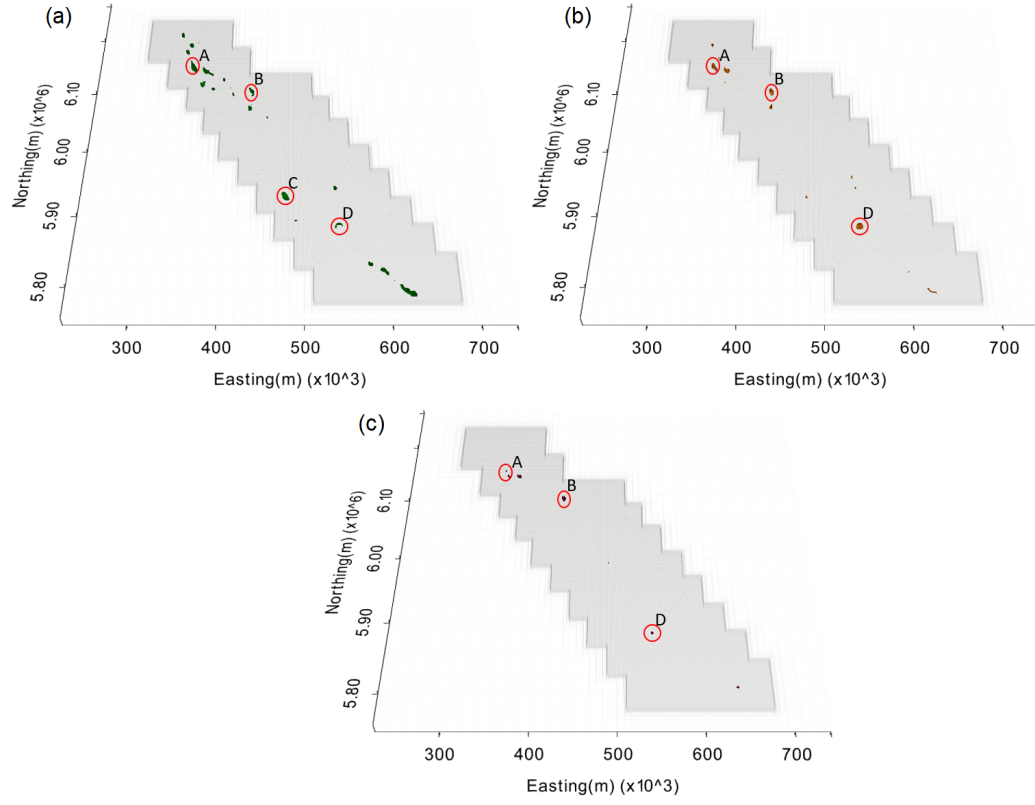 (a)
A
B
C
D
6.10
6.00
5.90
5.80
Northing(m) (x10^6)
300 400 500 600 700
Easting(m) (x10^3)
(b)
A
B
D
6.10
6.00
5.90
5.80
Northing(m) (x10^6)
300 400 500 600 700
Easting(m) (x10^3)
(c)
A
B
D
6.10
6.00
5.90
5.80
Northing(m) (x10^6)
300 400 500 600 700
Easting(m) (x10^3)